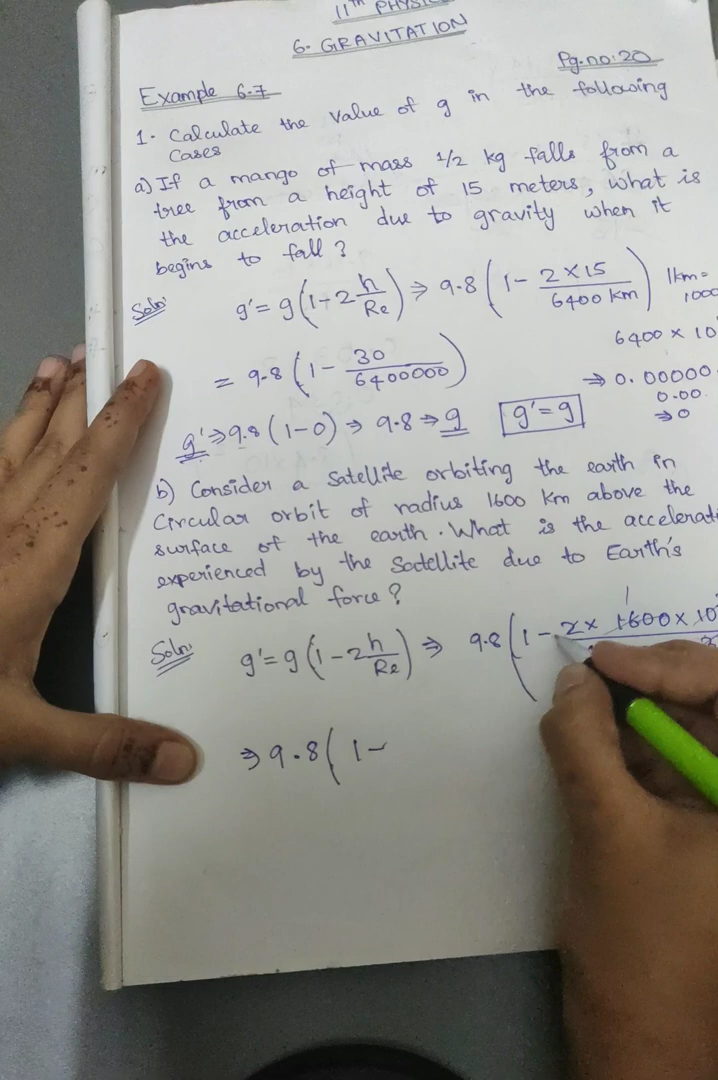 11TH PHYSIC
6. GRAVITATION
Pg.no:20
Example 6.7
1. Calculate the value of g in the following
Cases
a) If a mango of mass 1/2 kg falls from a
tree from a height of 15 meters, what is
the acceleration due to gravity when it
begins to fall?
Soln: g' = g(1-2 h/Re) ⇒ 9.8 (1- 2×15/6400 km) 1km=
1000
6400 × 10
= 9.8 (1- 30/6400000) ⇒ 0.00000
0.00
⇒ 0
g' ⇒ 9.8 (1-0) ⇒ 9.8 ⇒ g g'=g
b) Consider a satellite orbiting the earth in
Circular orbit of radius 1600 km above the
surface of the earth. What is the accelerat
experienced by the Satellite due to Earth's
gravitational force?
Soln: g'=g(1-2 h/Re) ⇒ 9.8 (1- 2× 1600 × 10
1
⇒ 9.8 ( 1-